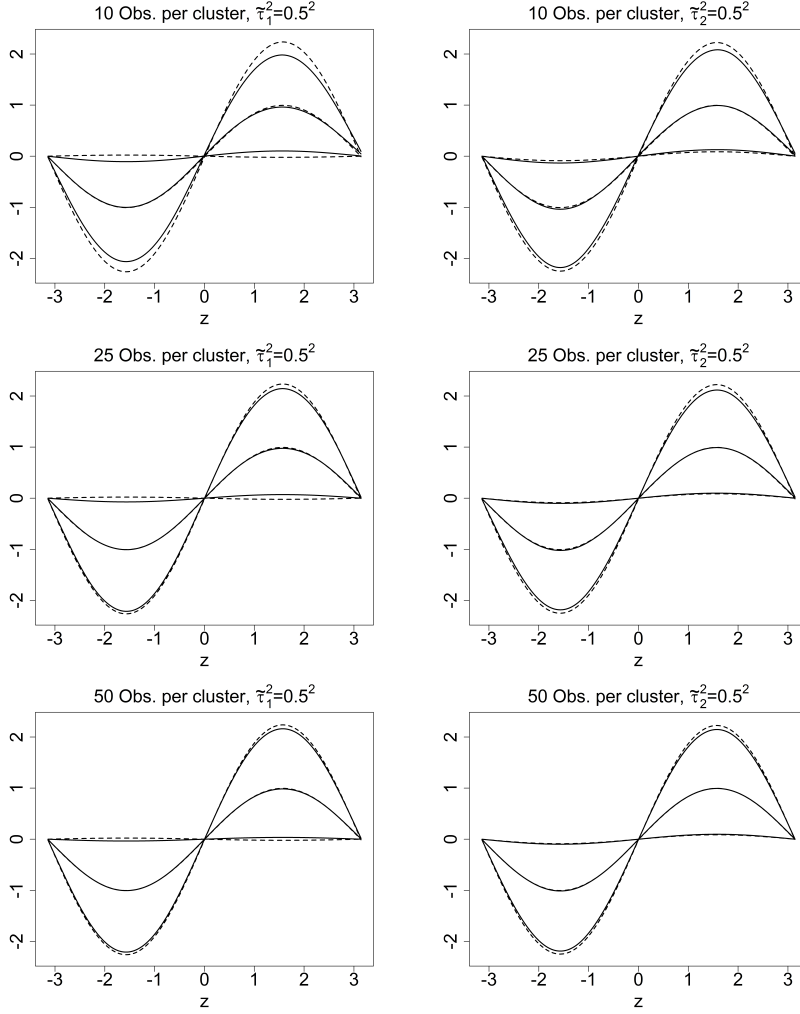 10 Obs. per cluster, τ̃₁²=0.5²
10 Obs. per cluster, τ̃₂²=0.5²
2
1
0
-1
-2
-3 -2 -1 0 1 2 3
z
2
1
0
-1
-2
-3 -2 -1 0 1 2 3
z
25 Obs. per cluster, τ̃₁²=0.5²
25 Obs. per cluster, τ̃₂²=0.5²
2
1
0
-1
-2
-3 -2 -1 0 1 2 3
z
2
1
0
-1
-2
-3 -2 -1 0 1 2 3
z
50 Obs. per cluster, τ̃₁²=0.5²
50 Obs. per cluster, τ̃₂²=0.5²
2
1
0
-1
-2
-3 -2 -1 0 1 2 3
z
2
1
0
-1
-2
-3 -2 -1 0 1 2 3
z